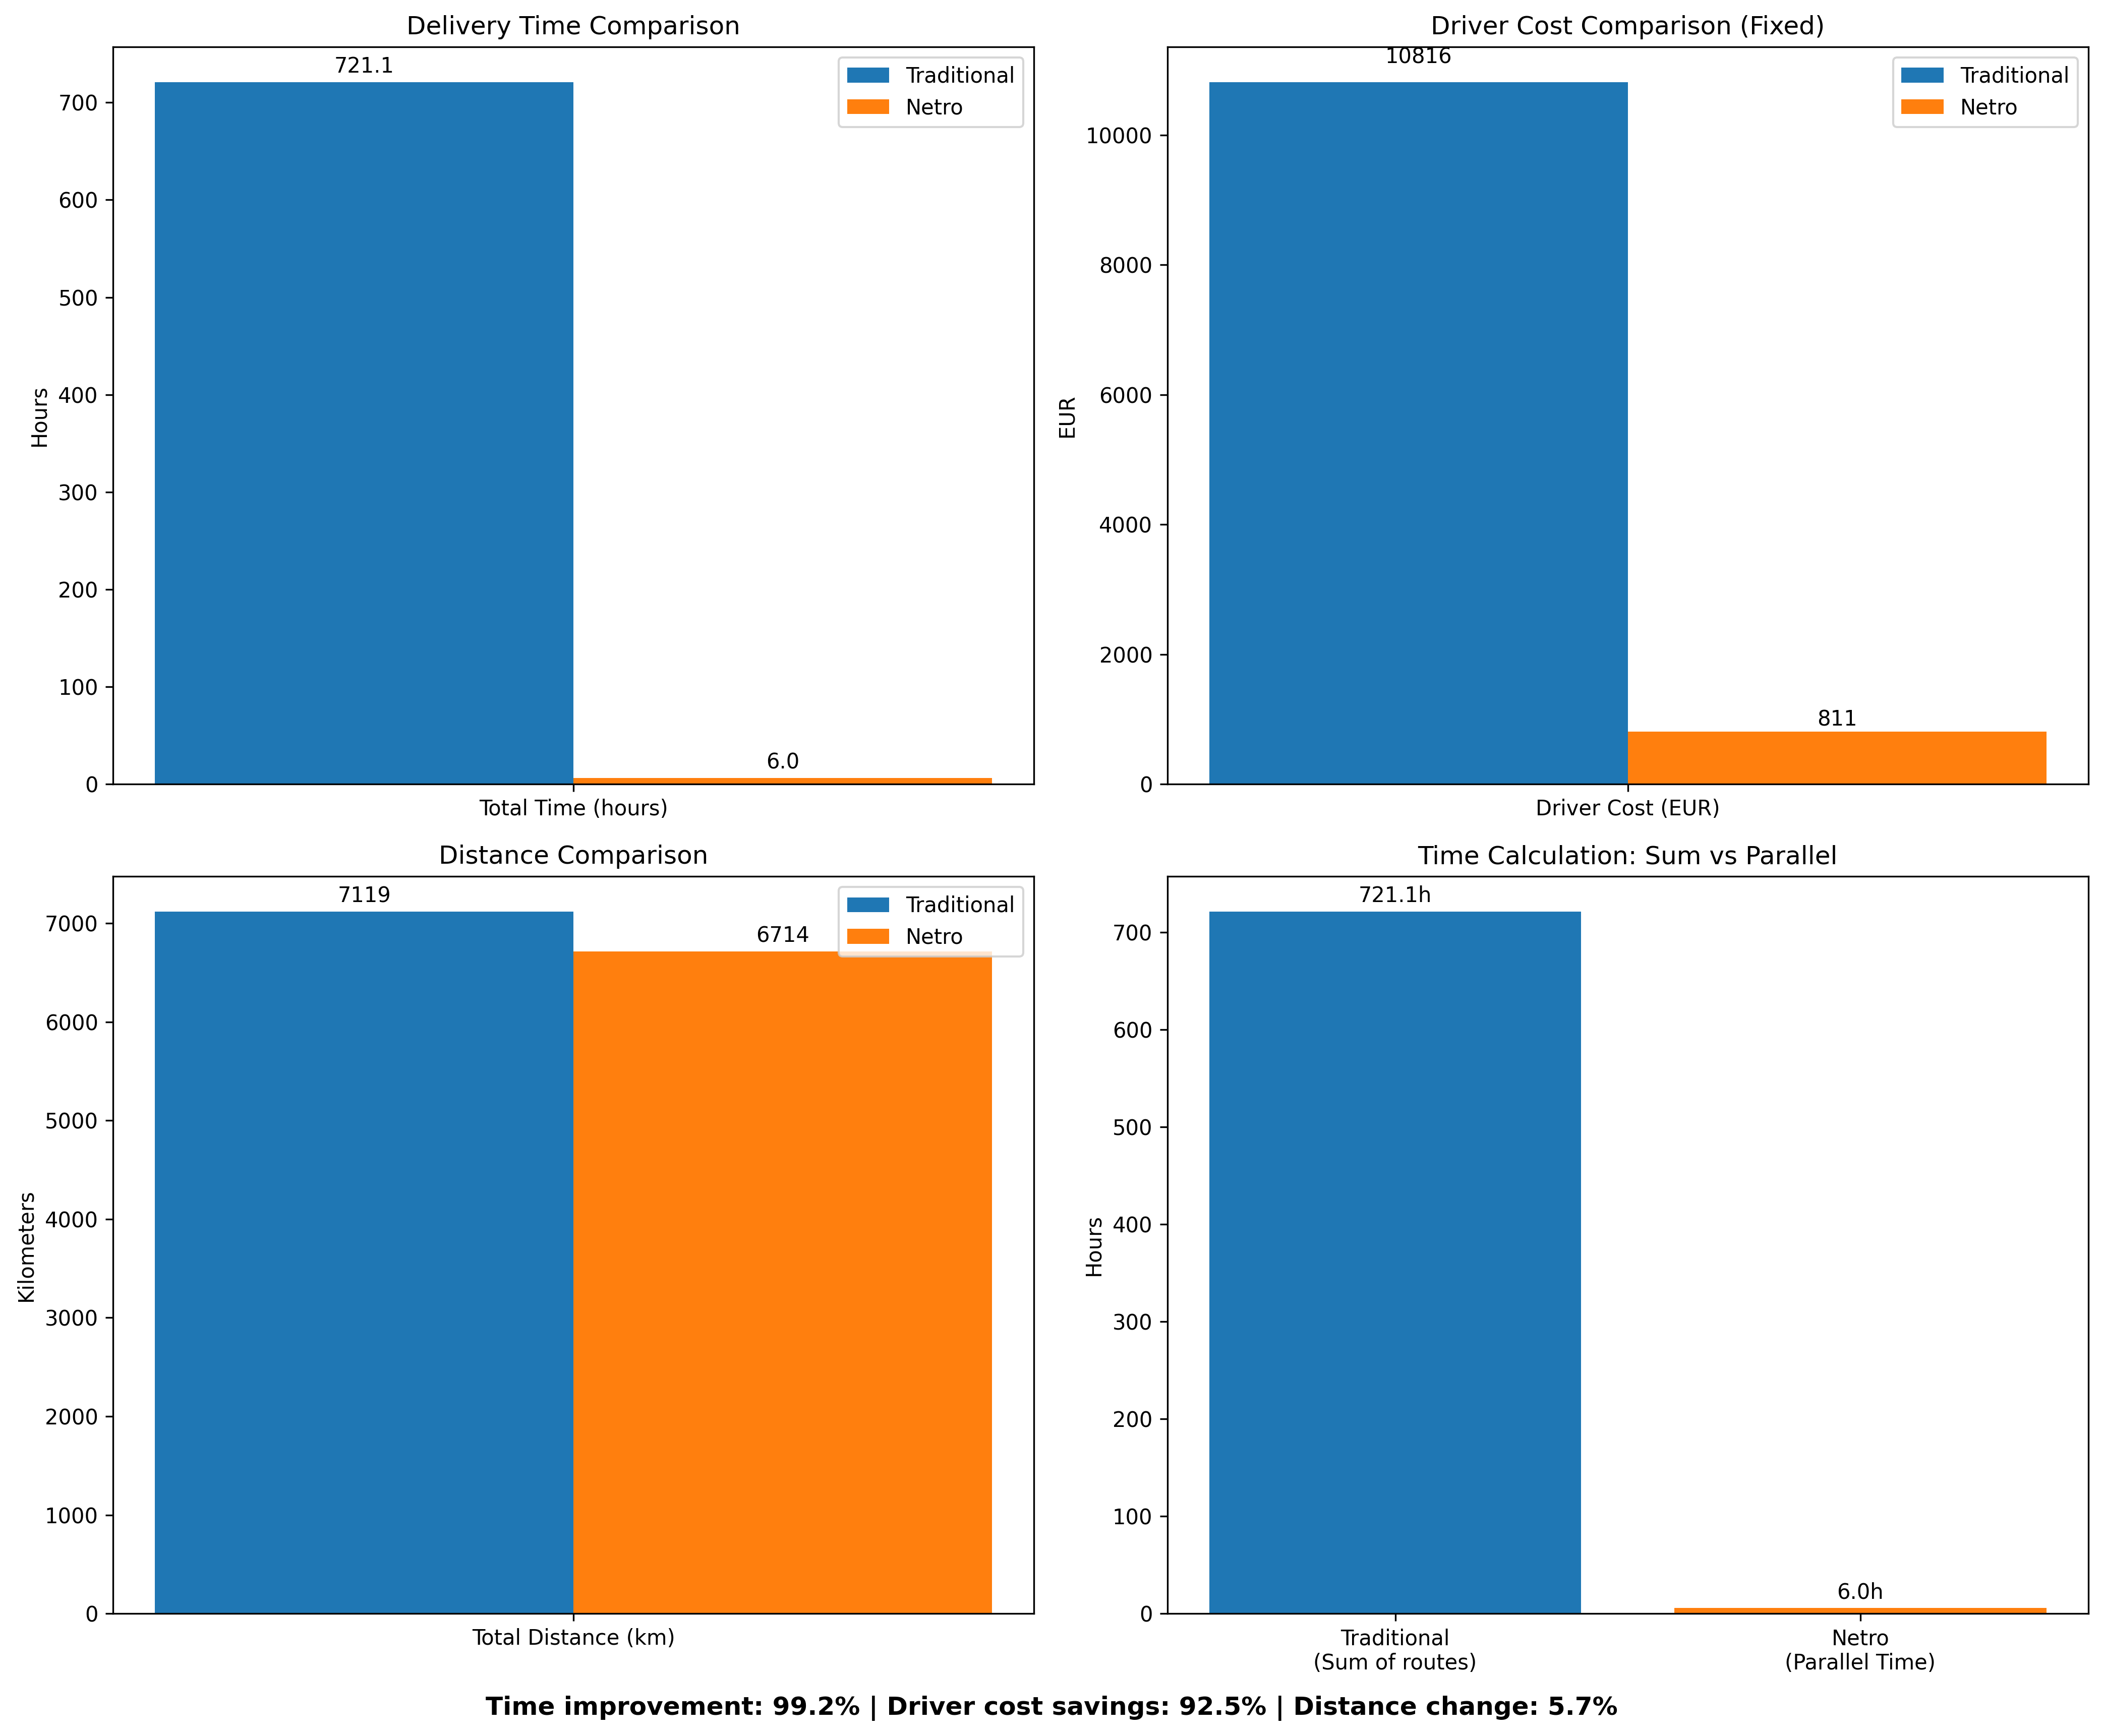 Delivery Time Comparison
Hours
700
600
500
400
300
200
100
0
721.1
6.0
Traditional
Netro
Total Time (hours)
Driver Cost Comparison (Fixed)
EUR
10000
8000
6000
4000
2000
0
10816
811
Traditional
Netro
Driver Cost (EUR)
Distance Comparison
Kilometers
7000
6000
5000
4000
3000
2000
1000
0
7119
6714
Traditional
Netro
Total Distance (km)
Time Calculation: Sum vs Parallel
Hours
700
600
500
400
300
200
100
0
721.1h
6.0h
Traditional
(Sum of routes)
Netro
(Parallel Time)
Time improvement: 99.2% | Driver cost savings: 92.5% | Distance change: 5.7%